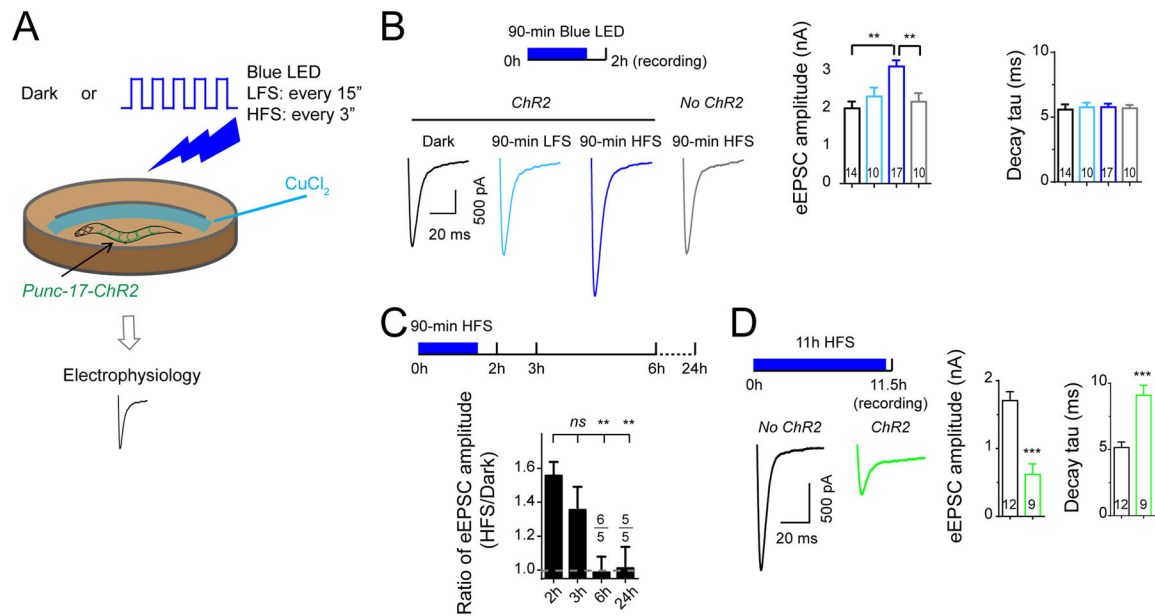 A
Dark or
Blue LED
LFS: every 15”
HFS: every 3”
CuCl2
Punc-17-ChR2
Electrophysiology
B
90-min Blue LED
0h
2h (recording)
ChR2
No ChR2
Dark
90-min LFS
90-min HFS
90-min HFS
500 pA
20 ms
eEPSC amplitude (nA)
3
2
1
0
** **
14 10 17 10
Decay tau (ms)
10
5
0
14 10 17 10
C
90-min HFS
0h 2h 3h 6h 24h
Ratio of eEPSC amplitude
(HFS/Dark)
ns ** **
1.6
1.4
1.2
1.0
6
5
5
5
2h 3h 6h 24h
D
11h HFS
0h
11.5h
(recording)
No ChR2
ChR2
500 pA
20 ms
eEPSC amplitude (nA)
2
1
0
***
12 9
Decay tau (ms)
10
5
0
***
12 9